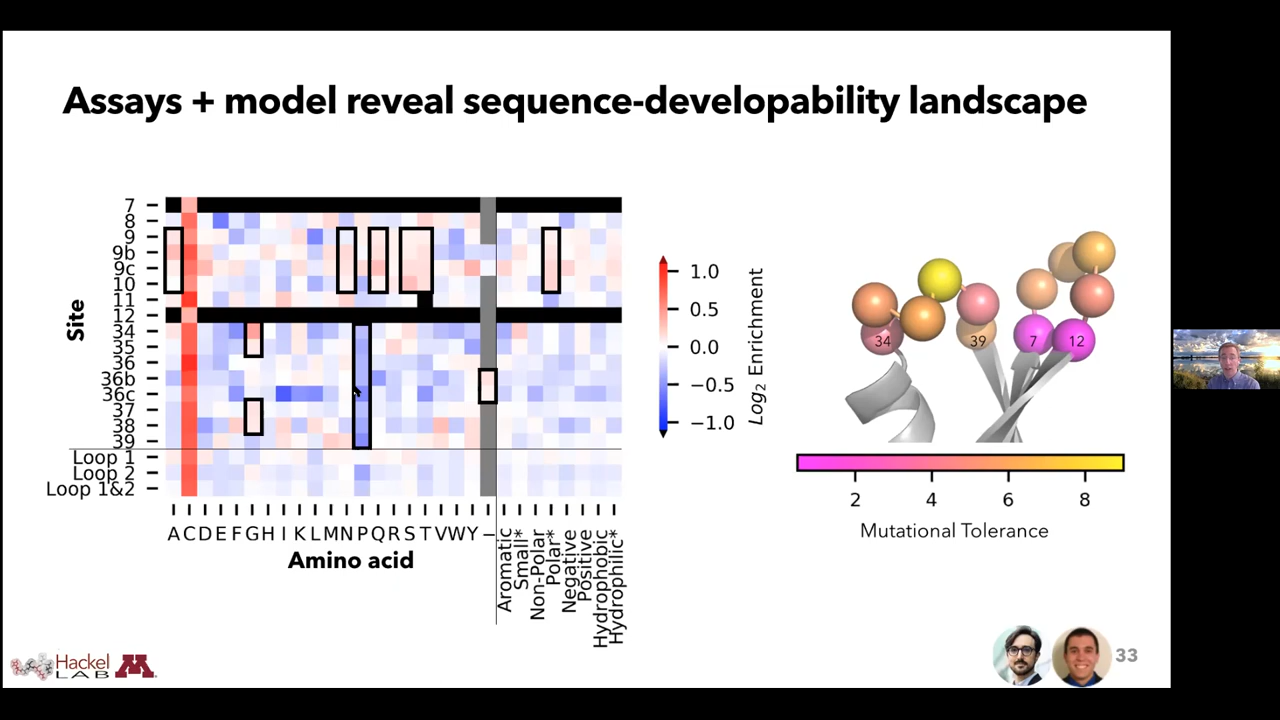 Assays + model reveal sequence-developability landscape
Site
7
8
9
9b
9c
10
11
12
34
35
36
36b
36c
37
38
39
Loop 1
Loop 2
Loop 1&2
A C D E F G H I K L M N P Q R S T V W Y –
Aromatic
Small*
Non-Polar
Polar*
Negative
Positive
Hydrophobic
Hydrophilic*
Amino acid
1.0
0.5
0.0
−0.5
−1.0
Log2 Enrichment
34
39
7
12
2 4 6 8
Mutational Tolerance
Hackel
LAB
M
33